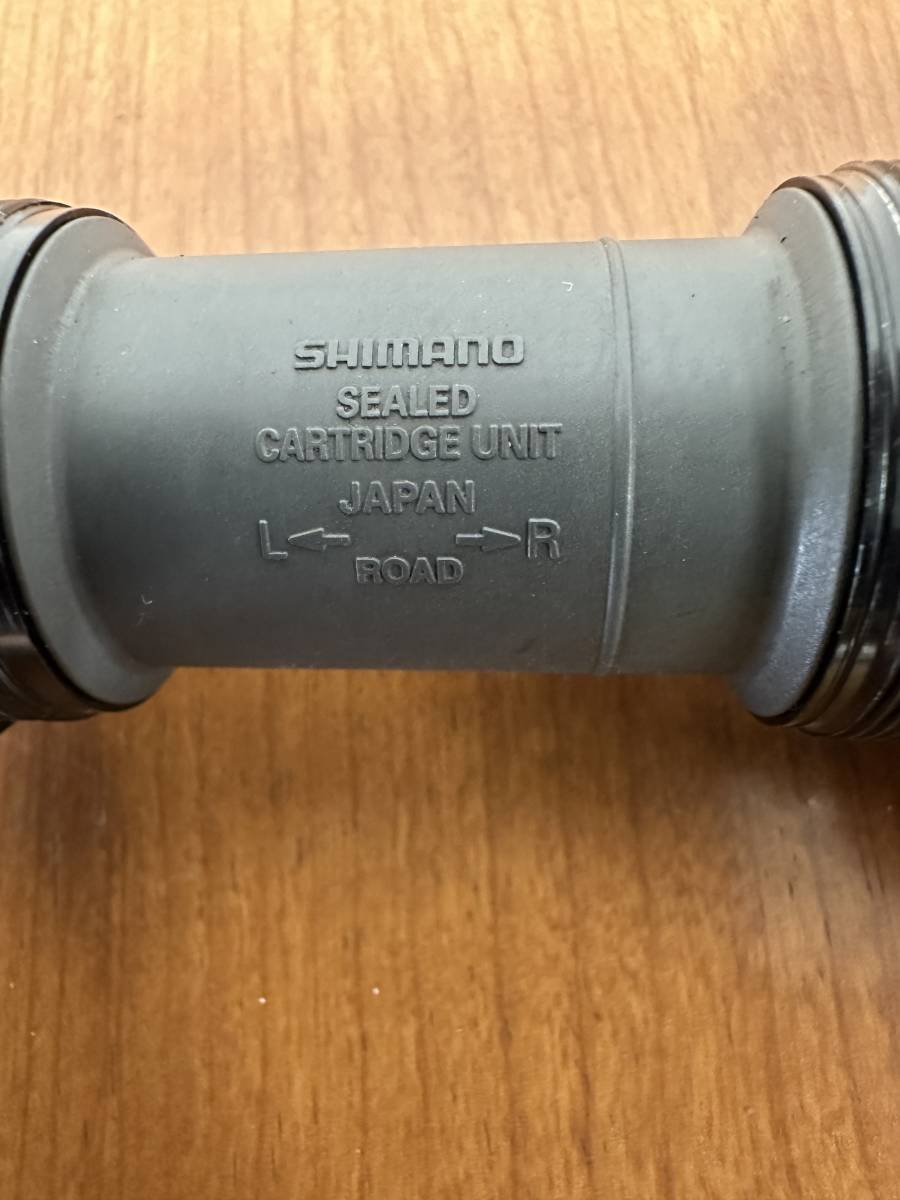 SHIMANO
SEALED
CARTRIDGE UNIT
JAPAN
L ← → R
ROAD